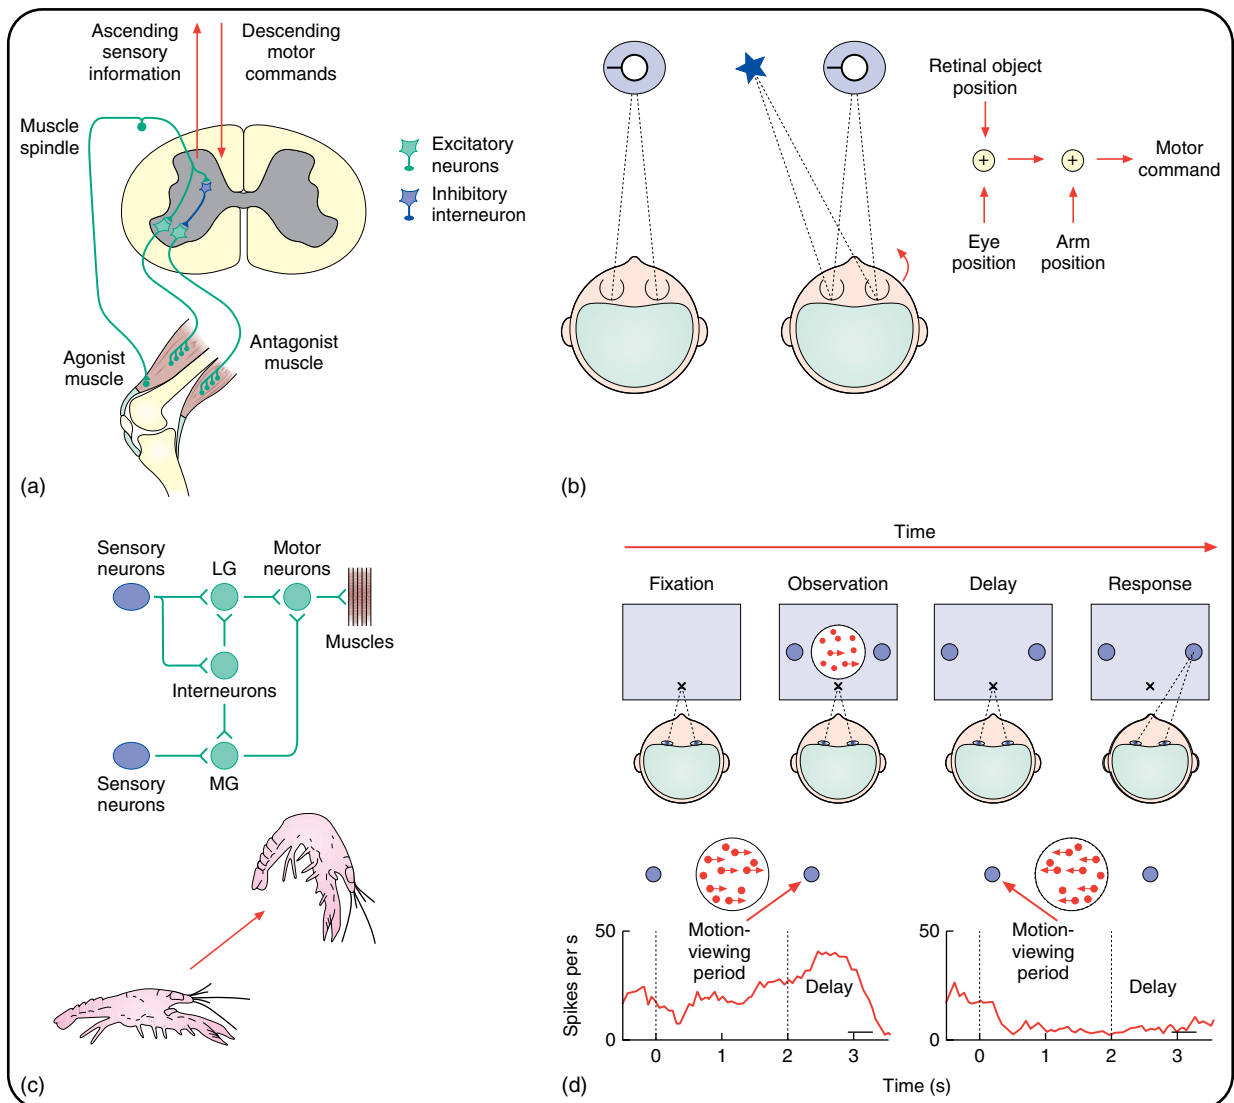 Ascending
sensory
information
Descending
motor
commands
Muscle
spindle
Excitatory
neurons
Inhibitory
interneuron
Agonist
muscle
Antagonist
muscle
(a)
Retinal object
position
+
+
Motor
command
Eye
position
Arm
position
(b)
Sensory
neurons
LG
Motor
neurons
Muscles
Interneurons
Sensory
neurons
MG
(c)
Time
Fixation
Observation
Delay
Response
×
×
×
×
Motion-
viewing
period
Delay
50
0
Spikes per s
0
1
2
3
Motion-
viewing
period
Delay
50
0
0
1
2
3
Time (s)
(d)